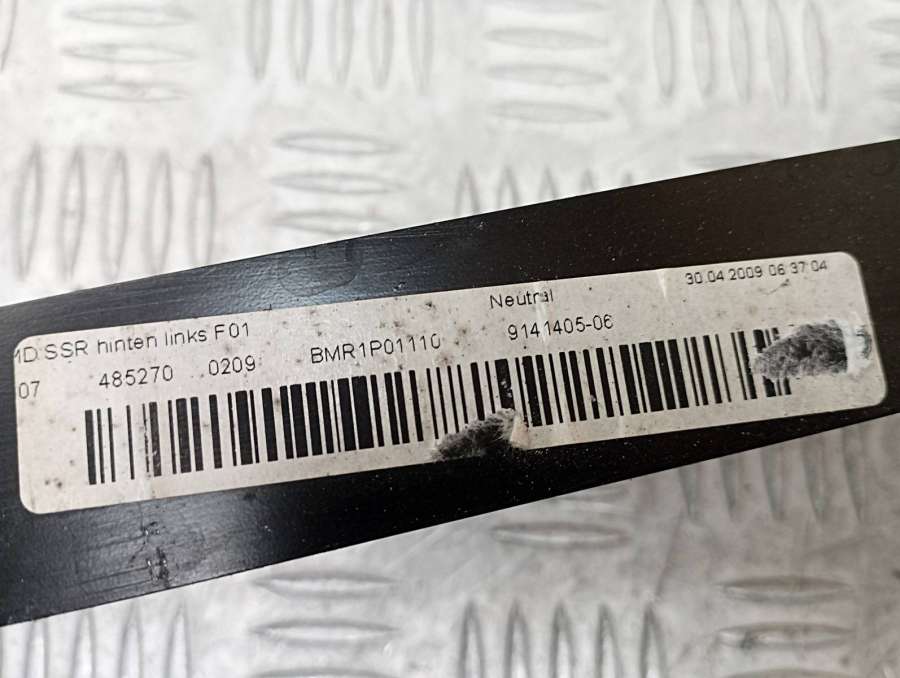 Neutral 30.04.2009 06:37:04
1D SSR hinten links F01
07 485270 0209 BMR1P01110 9141405-06